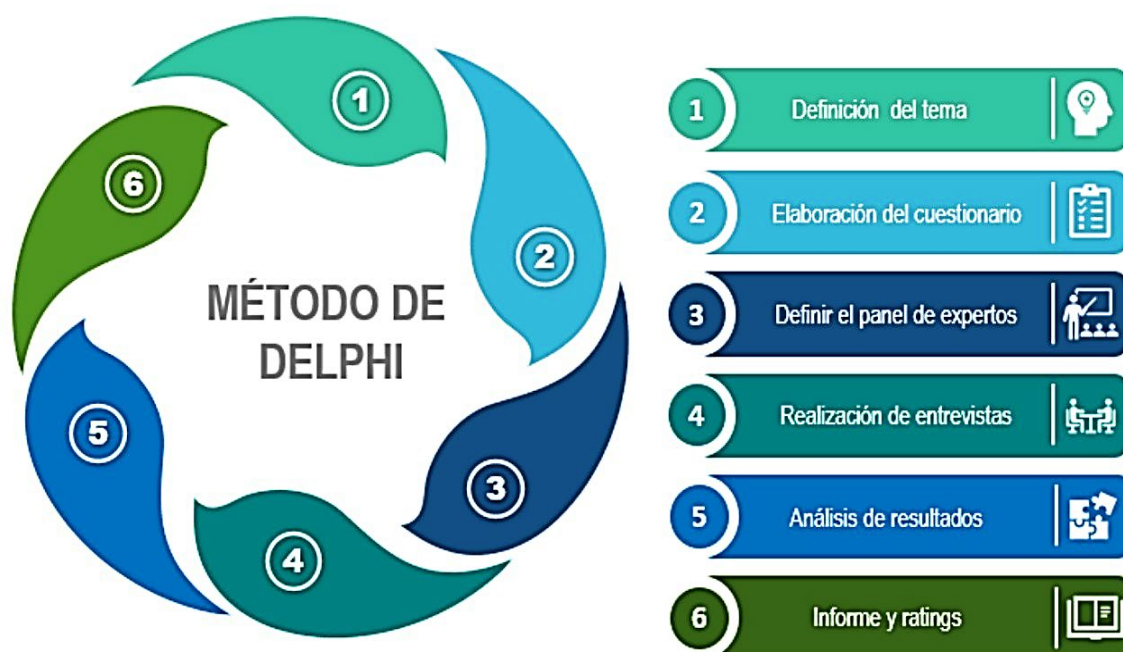 MÉTODO DE
DELPHI
1
2
3
4
5
6
1 Definición del tema
2 Elaboración del cuestionario
3 Definir el panel de expertos
4 Realización de entrevistas
5 Análisis de resultados
6 Informe y ratings